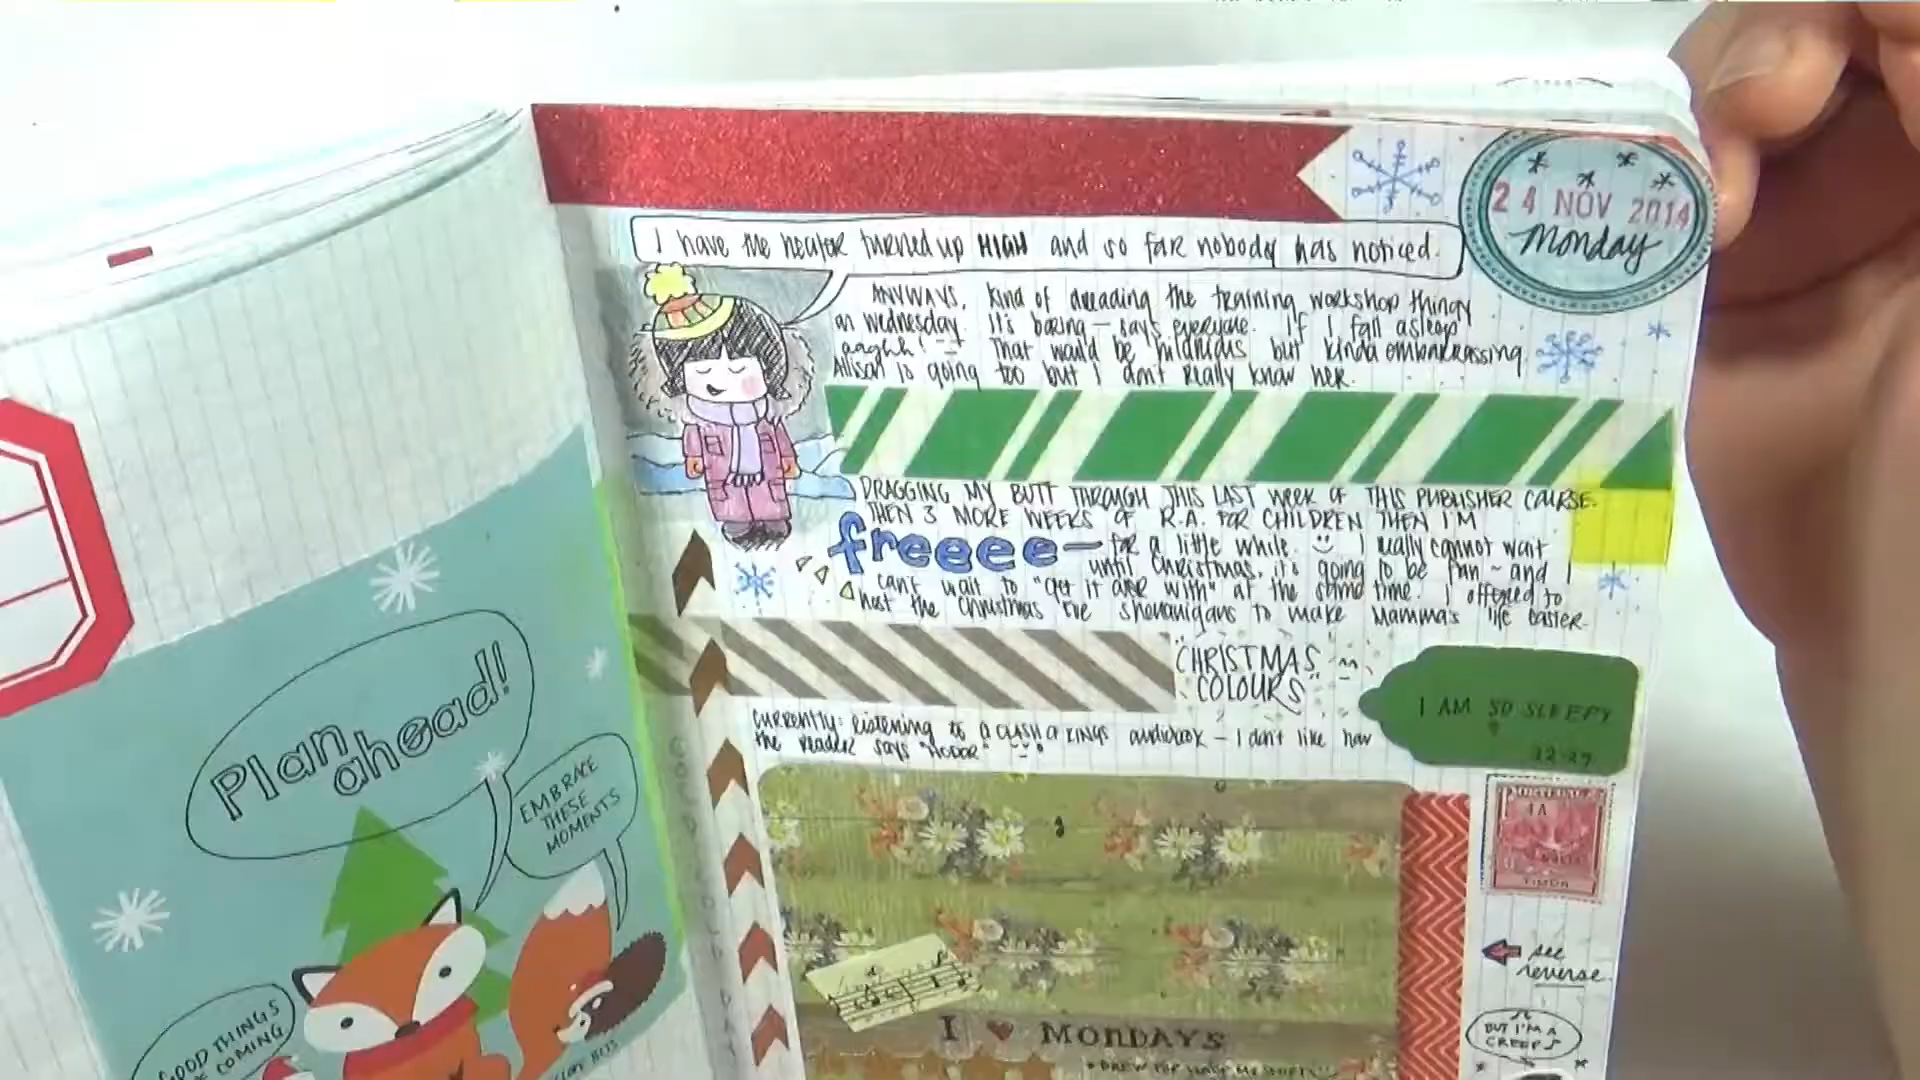 Plan
ahead!
EMBRACE
THESE
MOMENTS
GOOD THINGS
COMING
24 NOV 2014
Monday
I have the heater turned up HIGH and so far nobody has noticed.
ANYWAYS, kind of dreading the training workshop thingy
on Wednesday. It's boring — says everyone. If I fall asleep
aaghh! That would be hilarious but kinda embarrassing.
Allison is going too but I don't really know her.
DRAGGING MY BUTT THROUGH THIS LAST WEEK OF THIS PUBLISHER COURSE.
THEN 3 MORE WEEKS OF R.A. FOR CHILDREN THEN I'M
freeee — for a little while. I really cannot wait
until Christmas, it's going to be fun ~ and I
can't wait to "get it over with" at the same time. I offered to
host the Christmas Eve shenanigans to make Mamma's life easier.
"CHRISTMAS
COLOURS"
I AM SO SLEEPY
22:27
currently: listening to A CLASH OF KINGS audiobook — I don't like how
the reader says "HODOR"
I ♥ MONDAYS
see
reverse
BUT I'M A
CREEP ♪